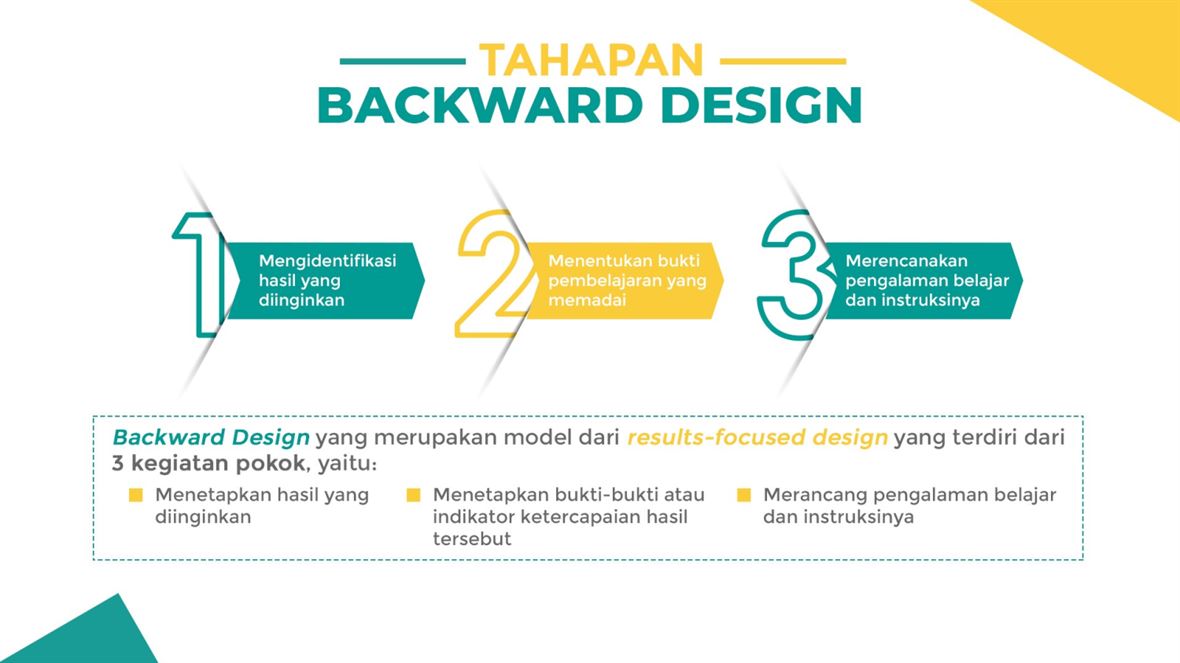 TAHAPAN
BACKWARD DESIGN
1
Mengidentifikasi
hasil yang
diinginkan
2
Menentukan bukti
pembelajaran yang
memadai
3
Merencanakan
pengalaman belajar
dan instruksinya
Backward Design yang merupakan model dari results-focused design yang terdiri dari
3 kegiatan pokok, yaitu:
Menetapkan hasil yang
diinginkan
Menetapkan bukti-bukti atau
indikator ketercapaian hasil
tersebut
Merancang pengalaman belajar
dan instruksinya